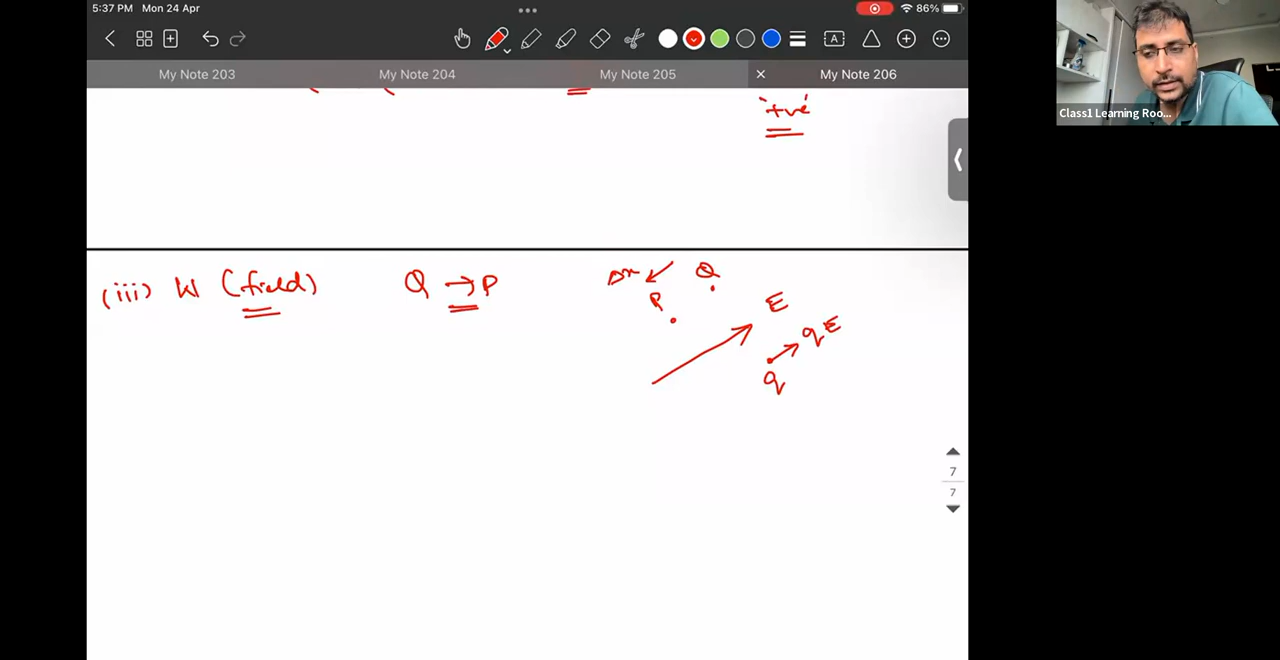 5:37 PM Mon 24 Apr
86%
My Note 203
My Note 204
My Note 205
My Note 206
Class1 Learning Roo...
'+ve'
(iii) W (field) Q → P
Δx
Q
P
E
qE
q
7
7